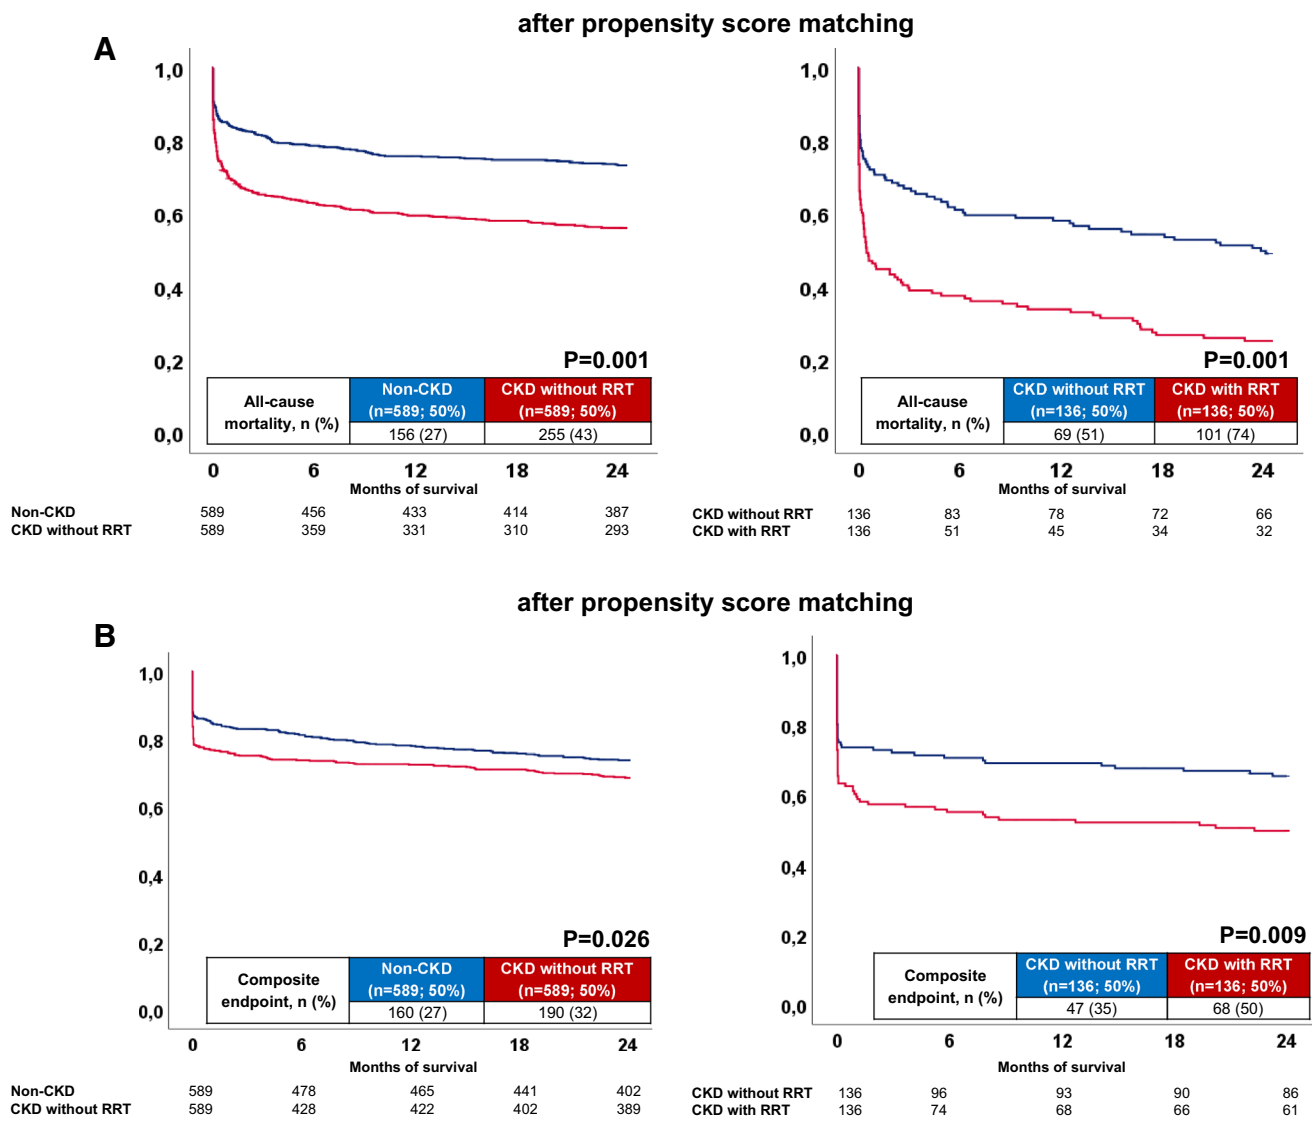 after propensity score matching
A
1,0
0,8
0,6
0,4
0,2
0,0
P=0.001
All-cause mortality, n (%)
Non-CKD (n=589; 50%)
CKD without RRT (n=589; 50%)
156 (27)
255 (43)
0 6 12 18 24
Months of survival
Non-CKD 589 456 433 414 387
CKD without RRT 589 359 331 310 293
1,0
0,8
0,6
0,4
0,2
0,0
P=0.001
All-cause mortality, n (%)
CKD without RRT (n=136; 50%)
CKD with RRT (n=136; 50%)
69 (51)
101 (74)
0 6 12 18 24
Months of survival
CKD without RRT 136 83 78 72 66
CKD with RRT 136 51 45 34 32
after propensity score matching
B
1,0
0,8
0,6
0,4
0,2
0,0
P=0.026
Composite endpoint, n (%)
Non-CKD (n=589; 50%)
CKD without RRT (n=589; 50%)
160 (27)
190 (32)
0 6 12 18 24
Months of survival
Non-CKD 589 478 465 441 402
CKD without RRT 589 428 422 402 389
1,0
0,8
0,6
0,4
0,2
0,0
P=0.009
Composite endpoint, n (%)
CKD without RRT (n=136; 50%)
CKD with RRT (n=136; 50%)
47 (35)
68 (50)
0 6 12 18 24
Months of survival
CKD without RRT 136 96 93 90 86
CKD with RRT 136 74 68 66 61